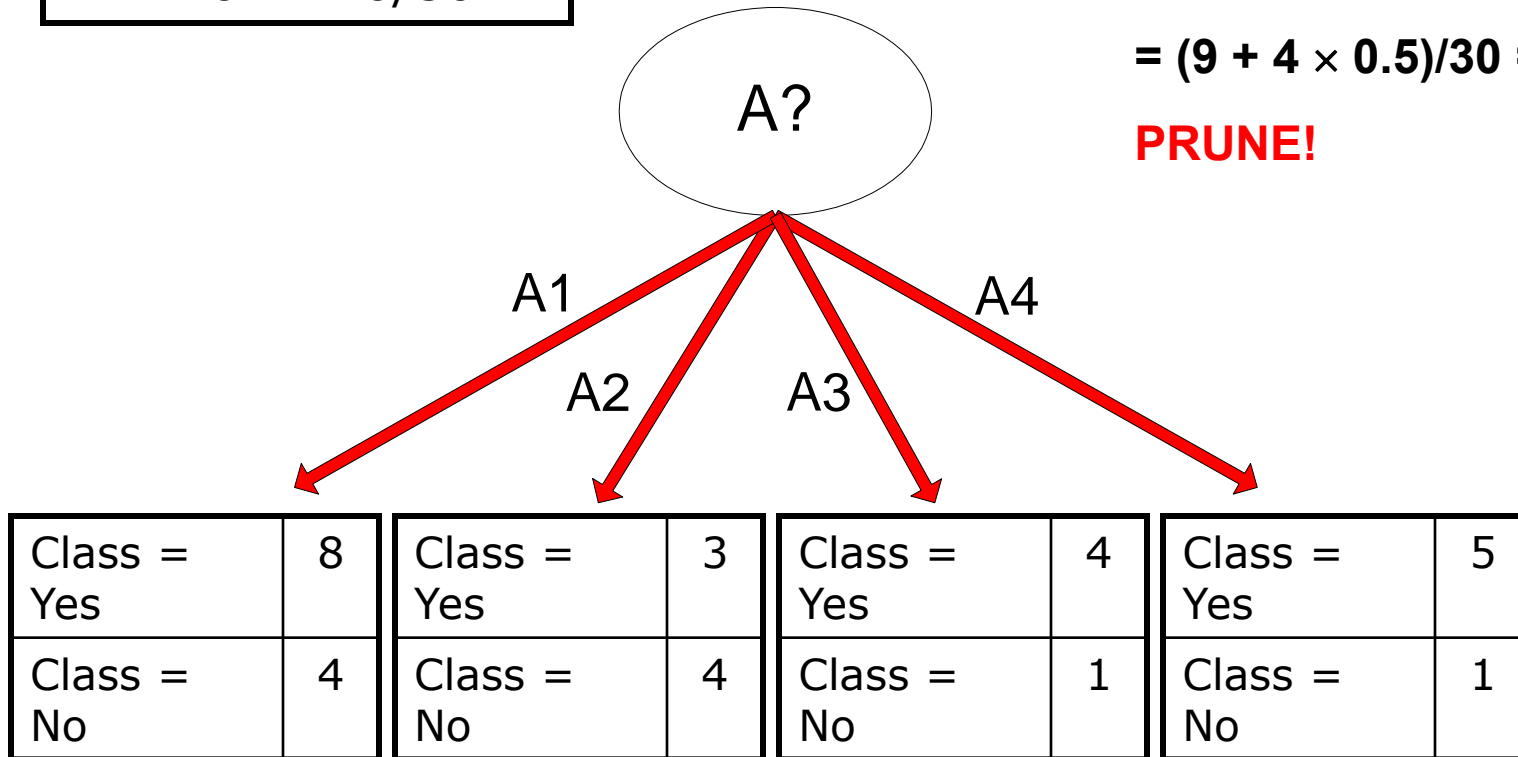 = (9 + 4 × 0.5)/30 =
A?
PRUNE!
A1
A4
A2
A3
Class = 8
Yes
Class = 4
No
Class = 3
Yes
Class = 4
No
Class = 4
Yes
Class = 1
No
Class = 5
Yes
Class = 1
No